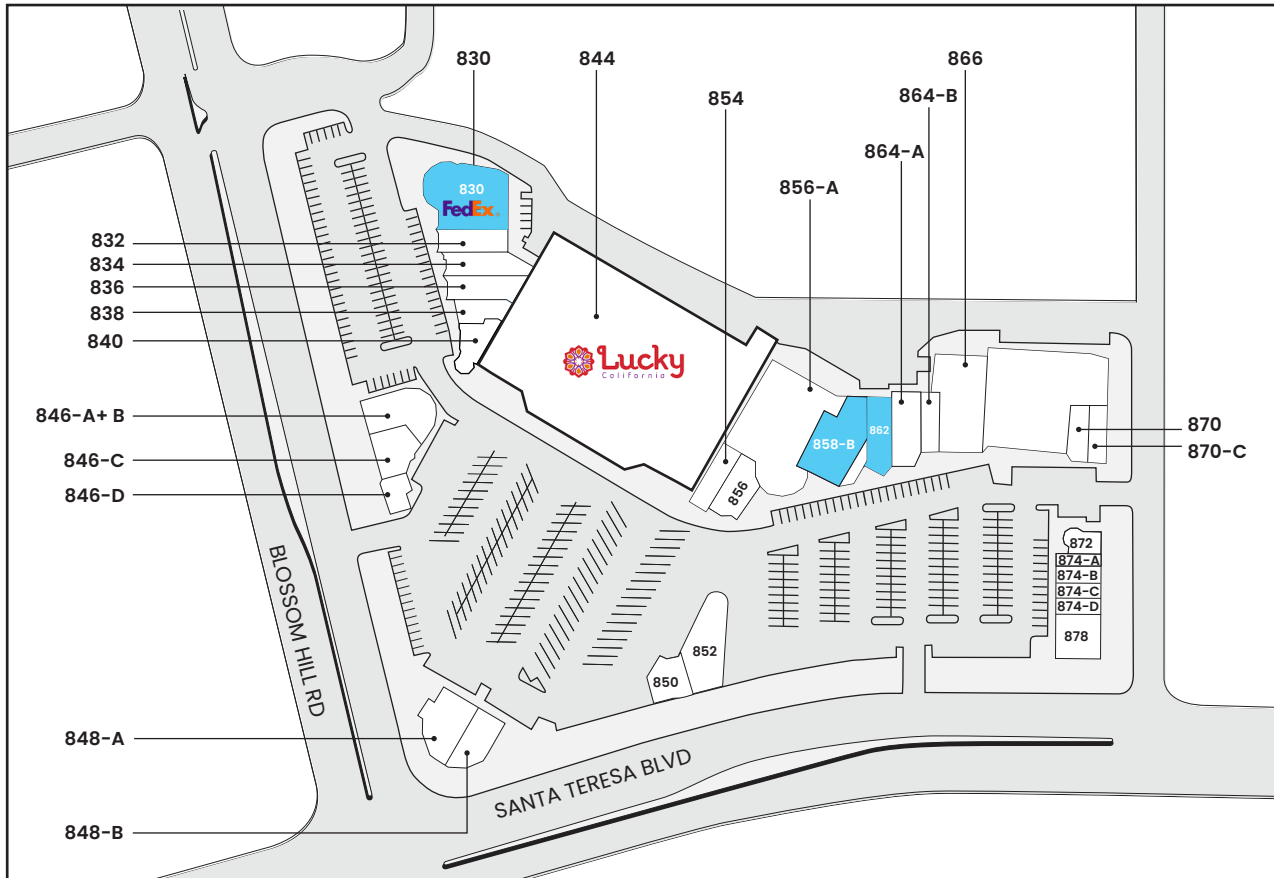 830
844
866
854
864-B
864-A
856-A
830
FedEx
832
834
836
838
840
Lucky
California
846-A+ B
846-C
846-D
858-B
862
870
870-C
856
872
874-A
874-B
874-C
874-D
878
852
850
BLOSSOM HILL RD
848-A
848-B
SANTA TERESA BLVD